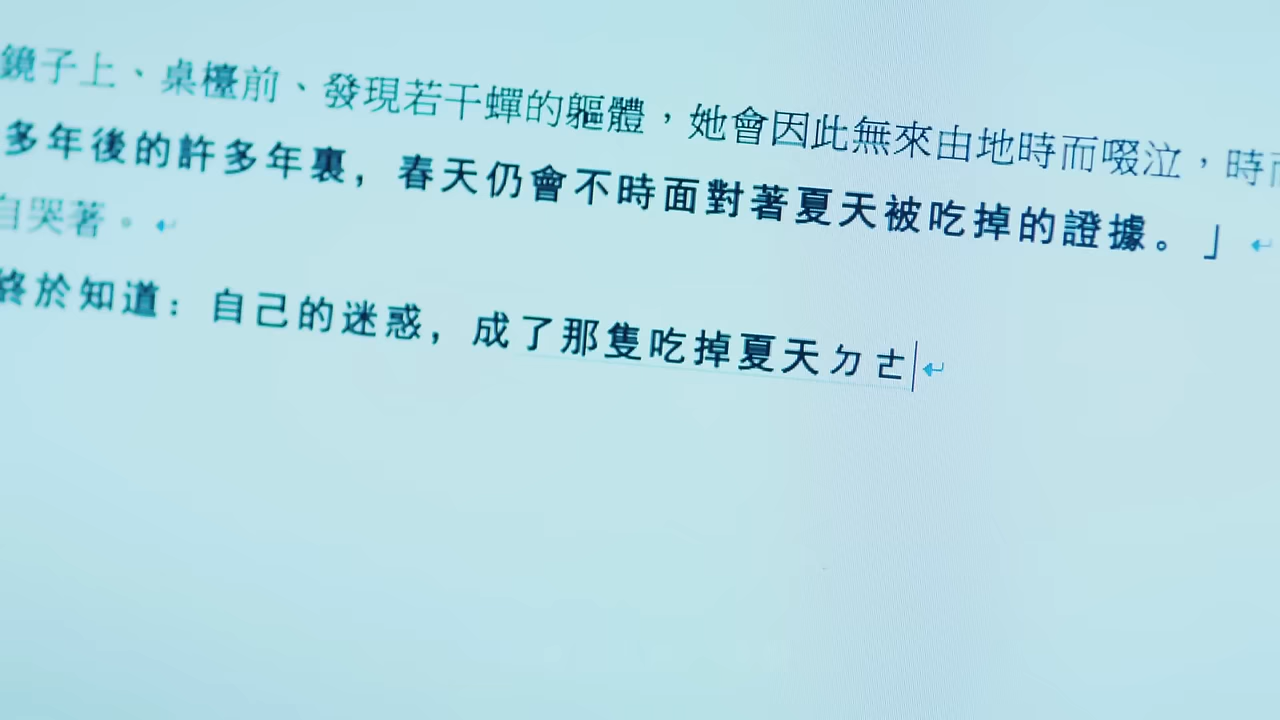 鏡子上、桌檯前、發現若干蟬的軀體，她會因此無來由地時而啜泣，時而
多年後的許多年裏，春天仍會不時面對著夏天被吃掉的證據。」
自哭著。
終於知道：自己的迷惑，成了那隻吃掉夏天ㄉㄜ